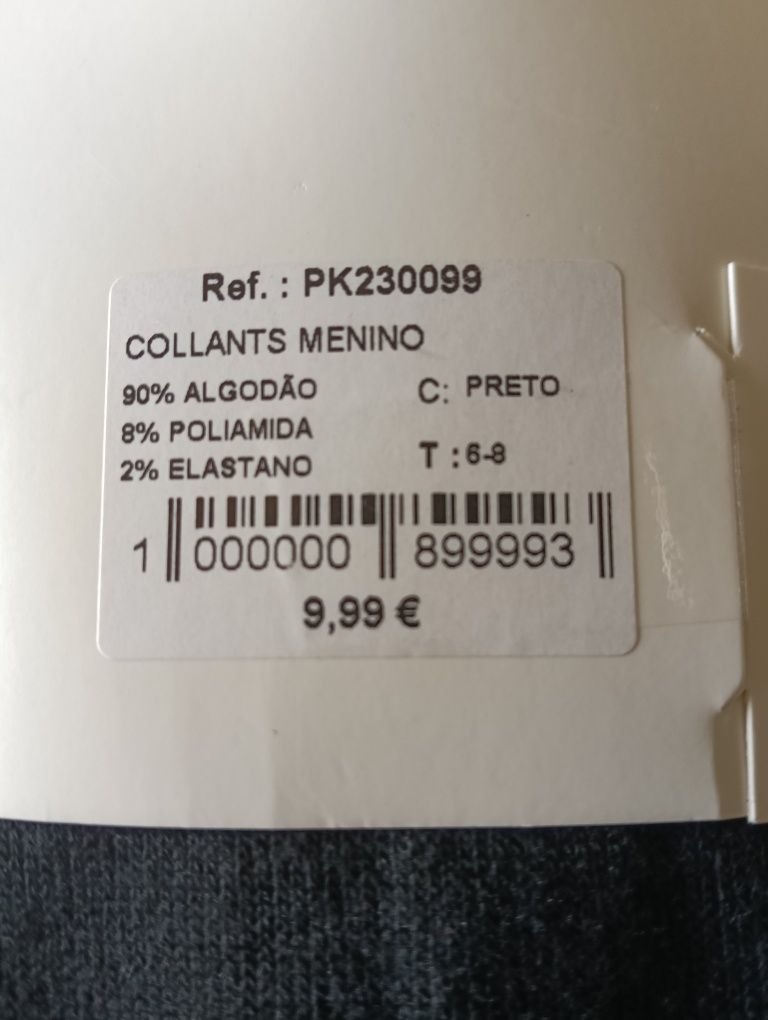 Ref. : PK230099
COLLANTS MENINO
90% ALGODÃO
C: PRETO
8% POLIAMIDA
2% ELASTANO
T : 6-8
1 000000 899993
9,99 €